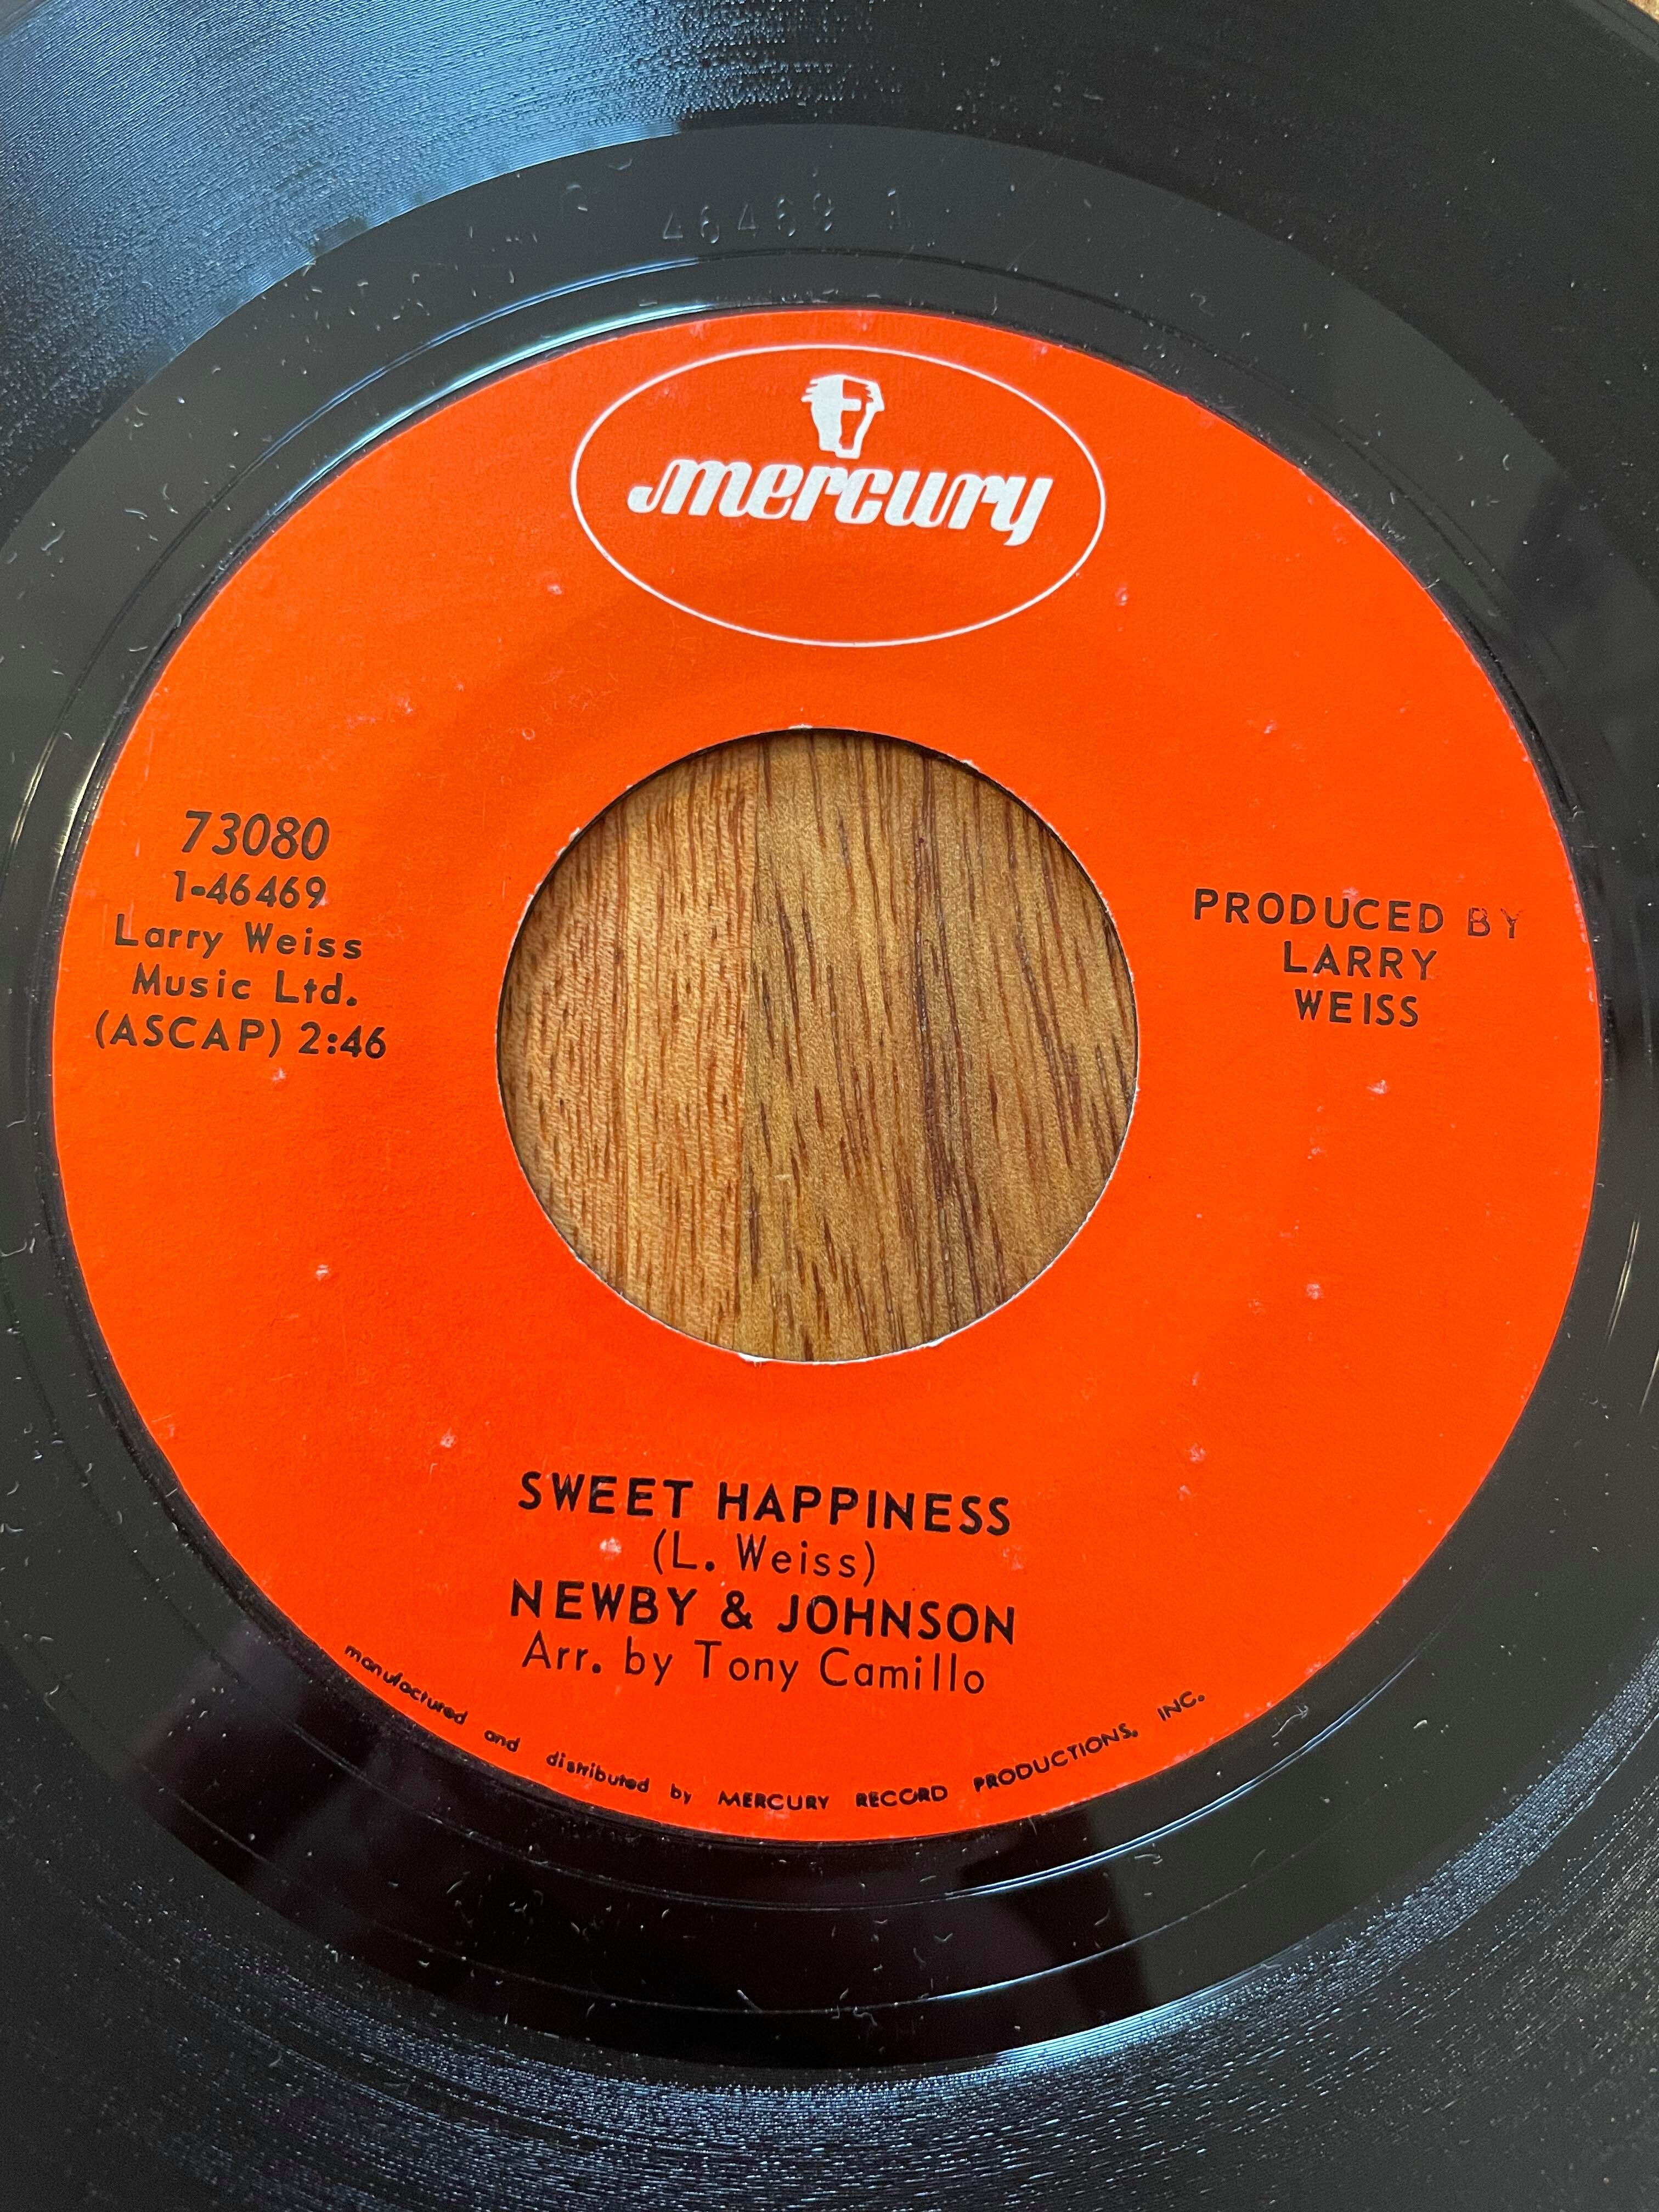 46469 1
mercury
73080
1-46469
Larry Weiss
Music Ltd.
(ASCAP) 2:46
PRODUCED BY
LARRY
WEISS
SWEET HAPPINESS
(L. Weiss)
NEWBY & JOHNSON
Arr. by Tony Camillo
manufactured and distributed by MERCURY RECORD PRODUCTIONS, INC.